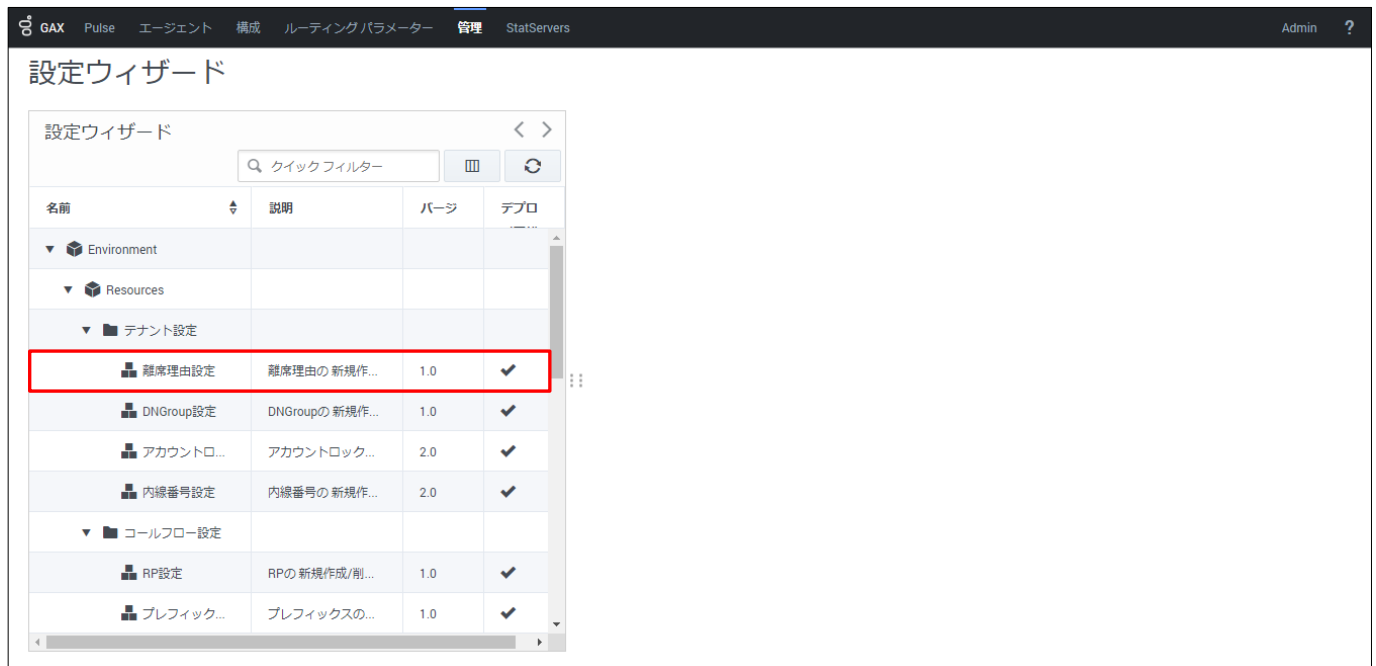 GAX Pulse エージェント 構成 ルーティング パラメーター 管理 StatServers Admin ?
設定ウィザード
設定ウィザード
クイック フィルター
名前 説明 バージ デプロ
Environment
Resources
テナント設定
離席理由設定 離席理由の 新規作... 1.0
DNGroup設定 DNGroupの 新規作... 1.0
アカウントロ... アカウントロック... 2.0
内線番号設定 内線番号の 新規作... 2.0
コールフロー設定
RP設定 RPの 新規作成/削... 1.0
プレフィック... プレフィックスの... 1.0